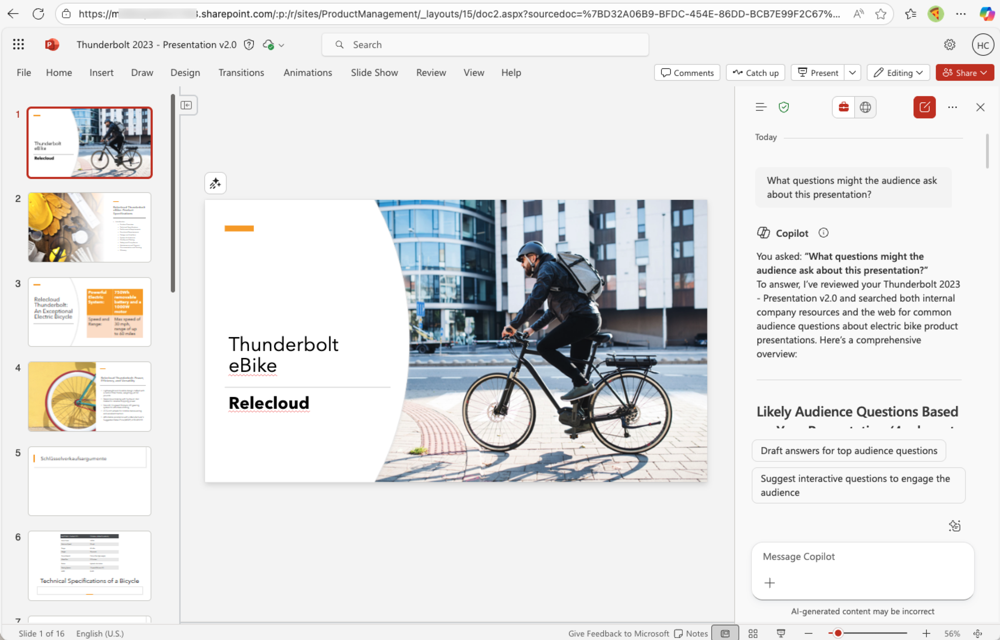 https://m
.sharepoint.com/:p:/r/sites/ProductManagement/_layouts/15/doc2.aspx?sourcedoc=%7BD32A06B9-BFDC-454E-86DD-BCB7E99F2C67%...
Thunderbolt 2023 - Presentation v2.0
Search
HC
File Home Insert Draw Design Transitions Animations Slide Show Review View Help
Comments Catch up Present Editing Share
1
Thunderbolt
eBike
Relecloud
2
Relecloud Thunderbolt
eBike: Product
Specifications
3
Relecloud
Thunderbolt:
An Exceptional
Electric Bicycle
Powerful
Electric
System:
750Wh
removable
battery and a
1000W
motor
Speed and
Range:
Max speed of
30 mph,
range of up
to 60 miles
4
Relecloud Thunderbolt: Power,
Efficiency, and Versatility
5
Schlüsselverkaufsargumente
6
Technical Specifications of a Bicycle
7
Thunderbolt
eBike
Relecloud
Today
What questions might the audience ask
about this presentation?
Copilot
You asked: “What questions might the
audience ask about this presentation?”
To answer, I’ve reviewed your Thunderbolt 2023
- Presentation v2.0 and searched both internal
company resources and the web for common
audience questions about electric bike product
presentations. Here’s a comprehensive
overview:
Likely Audience Questions Based
Draft answers for top audience questions
Suggest interactive questions to engage the
audience
Message Copilot
AI-generated content may be incorrect
Slide 1 of 16 English (U.S.)
Give Feedback to Microsoft Notes
56%